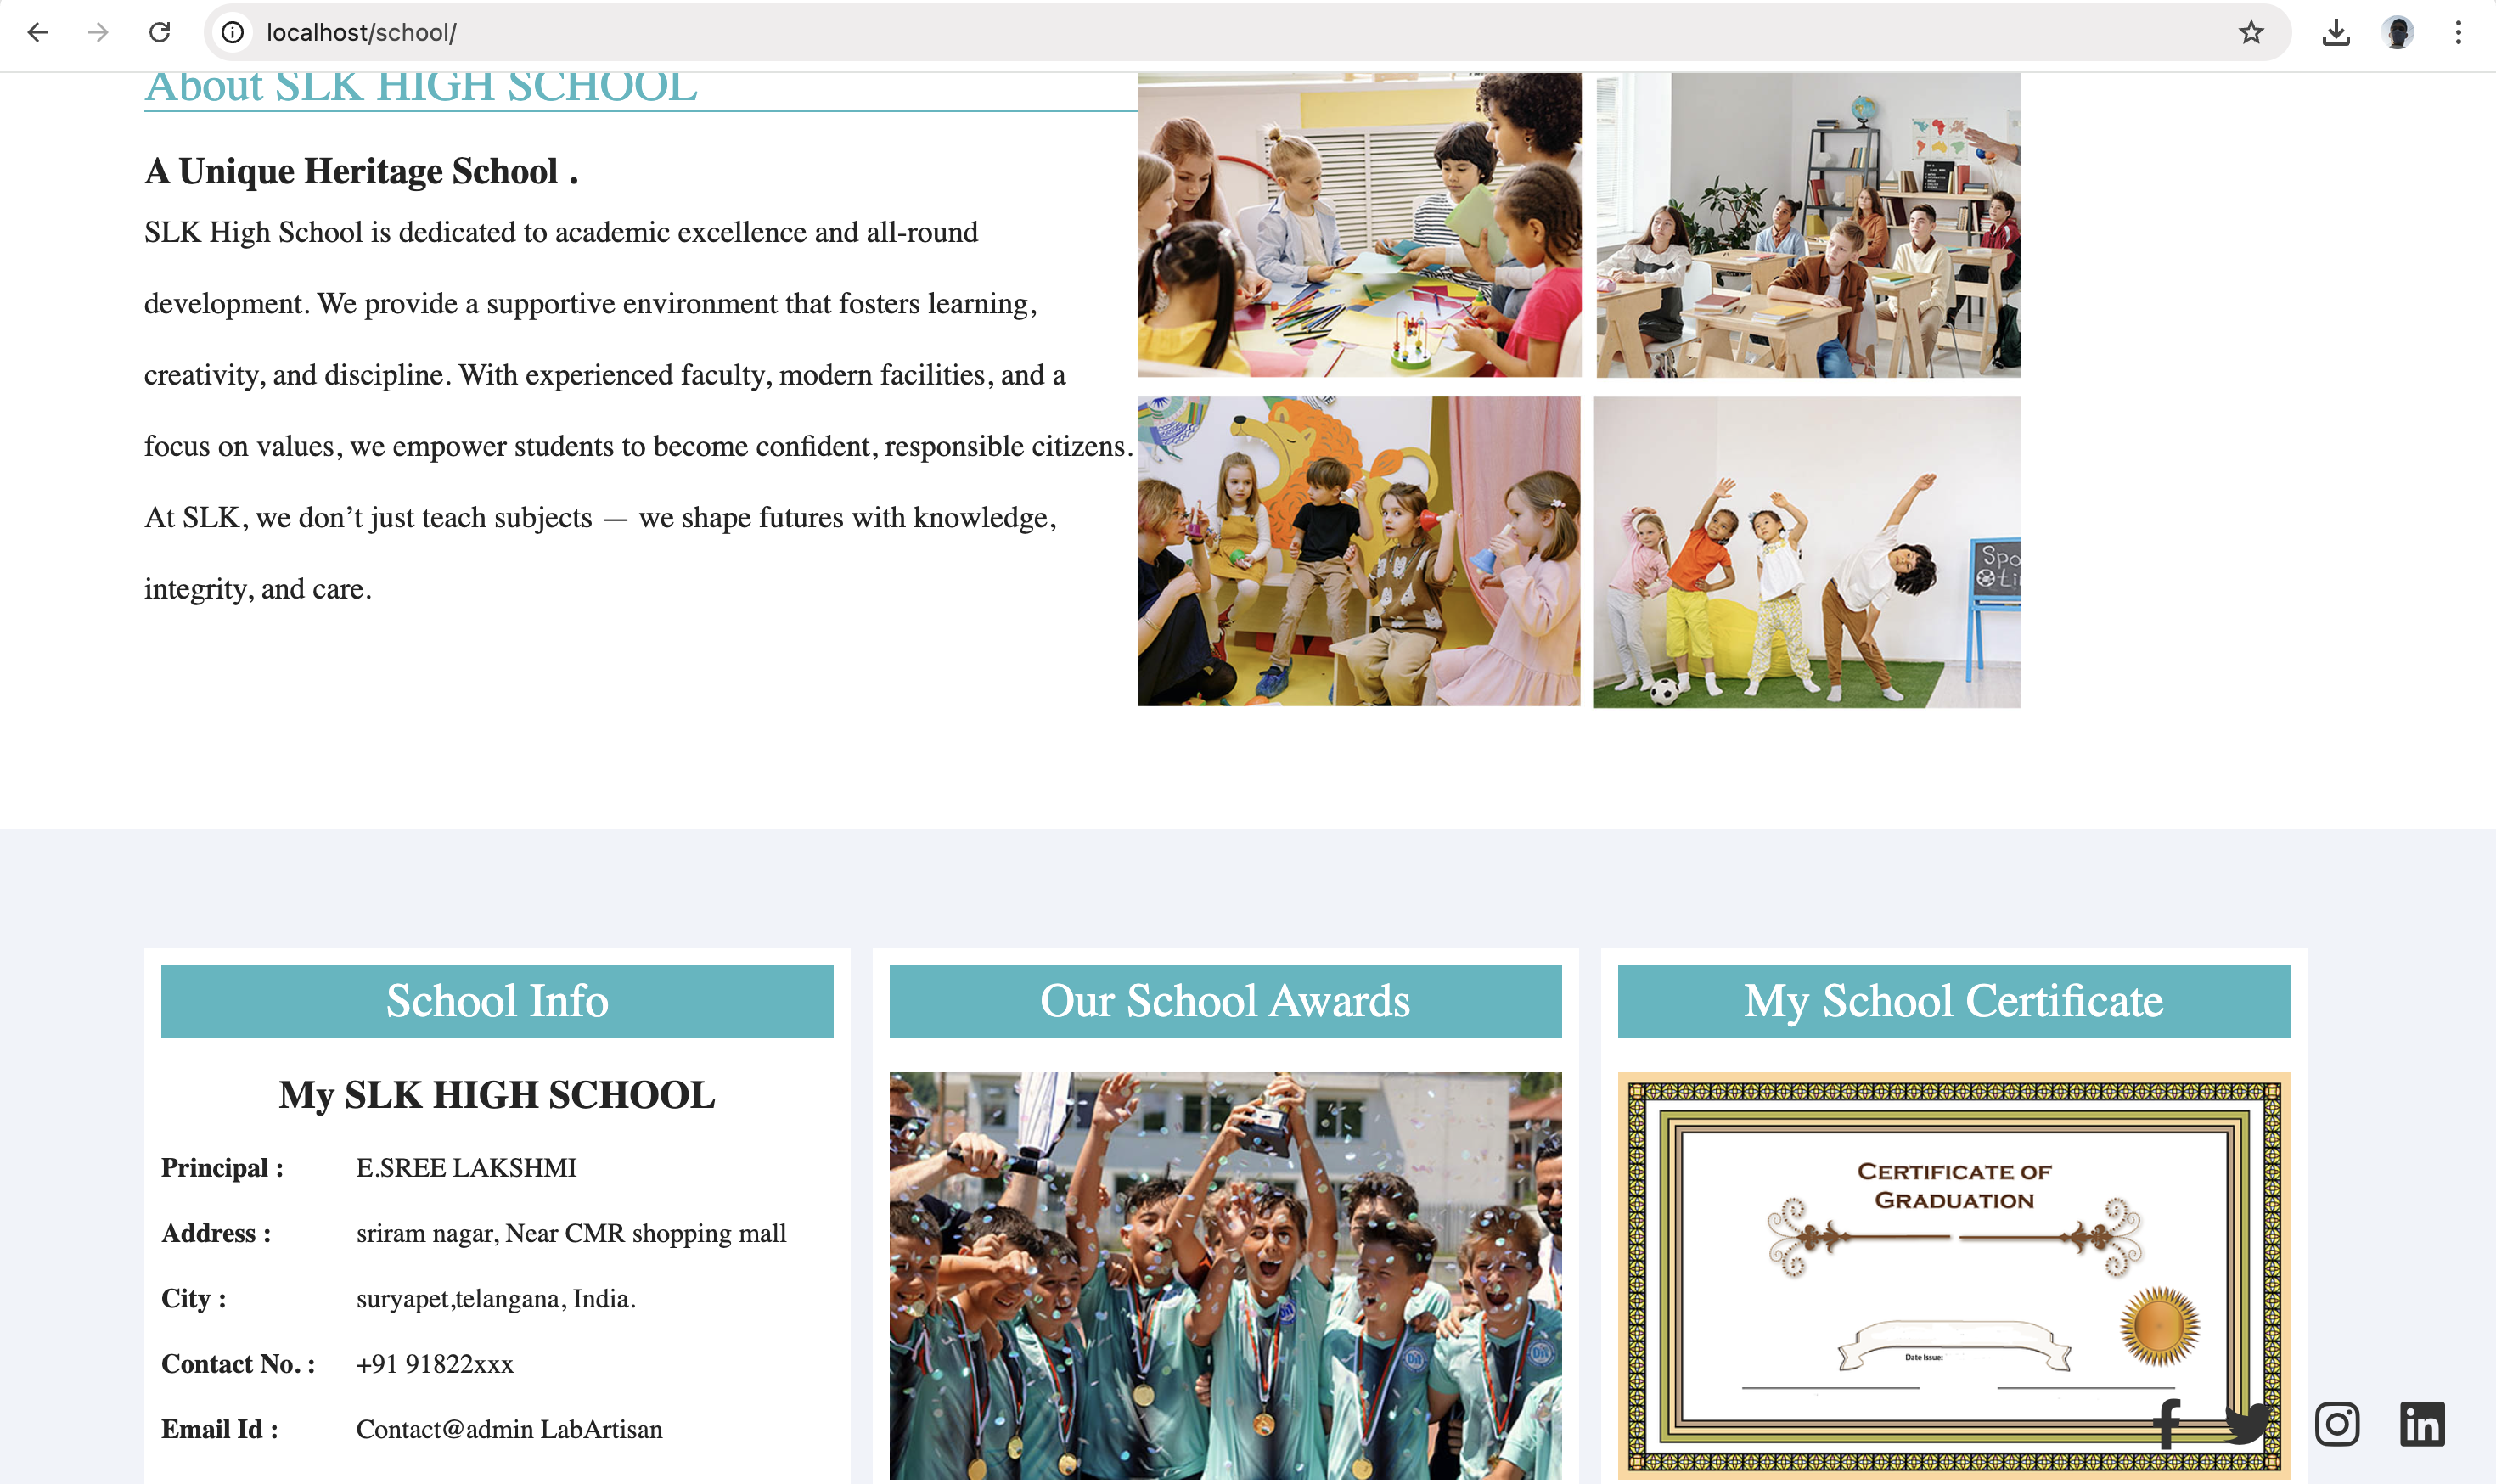 localhost/school/
About SLK HIGH SCHOOL
A Unique Heritage School .
SLK High School is dedicated to academic excellence and all-round
development. We provide a supportive environment that fosters learning,
creativity, and discipline. With experienced faculty, modern facilities, and a
focus on values, we empower students to become confident, responsible citizens.
At SLK, we don’t just teach subjects — we shape futures with knowledge,
integrity, and care.
School Info
My SLK HIGH SCHOOL
Principal : E.SREE LAKSHMI
Address : sriram nagar, Near CMR shopping mall
City : suryapet,telangana, India.
Contact No. : +91 91822xxx
Email Id : Contact@admin LabArtisan
Our School Awards
My School Certificate
CERTIFICATE OF
GRADUATION
Date Issue:
in